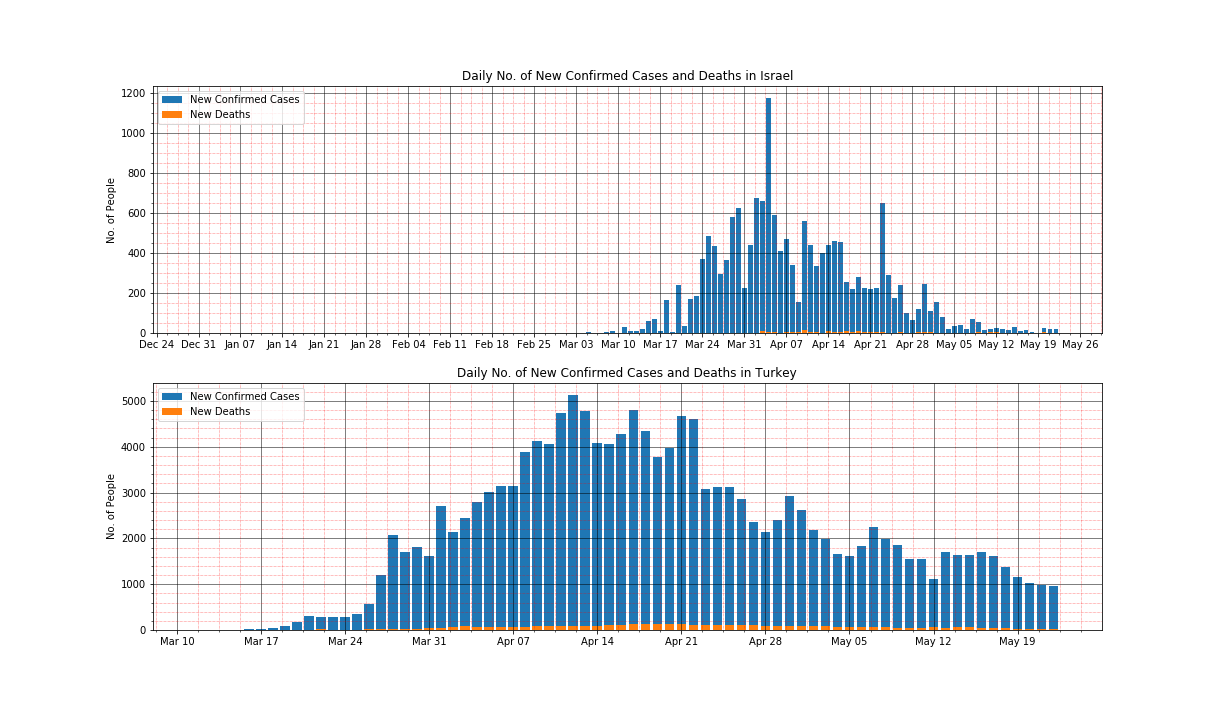 Daily No. of New Confirmed Cases and Deaths in Israel
New Confirmed Cases
New Deaths
No. of People
1200
1000
800
600
400
200
0
Dec 24 Dec 31 Jan 07 Jan 14 Jan 21 Jan 28 Feb 04 Feb 11 Feb 18 Feb 25 Mar 03 Mar 10 Mar 17 Mar 24 Mar 31 Apr 07 Apr 14 Apr 21 Apr 28 May 05 May 12 May 19 May 26
Daily No. of New Confirmed Cases and Deaths in Turkey
New Confirmed Cases
New Deaths
No. of People
5000
4000
3000
2000
1000
0
Mar 10 Mar 17 Mar 24 Mar 31 Apr 07 Apr 14 Apr 21 Apr 28 May 05 May 12 May 19